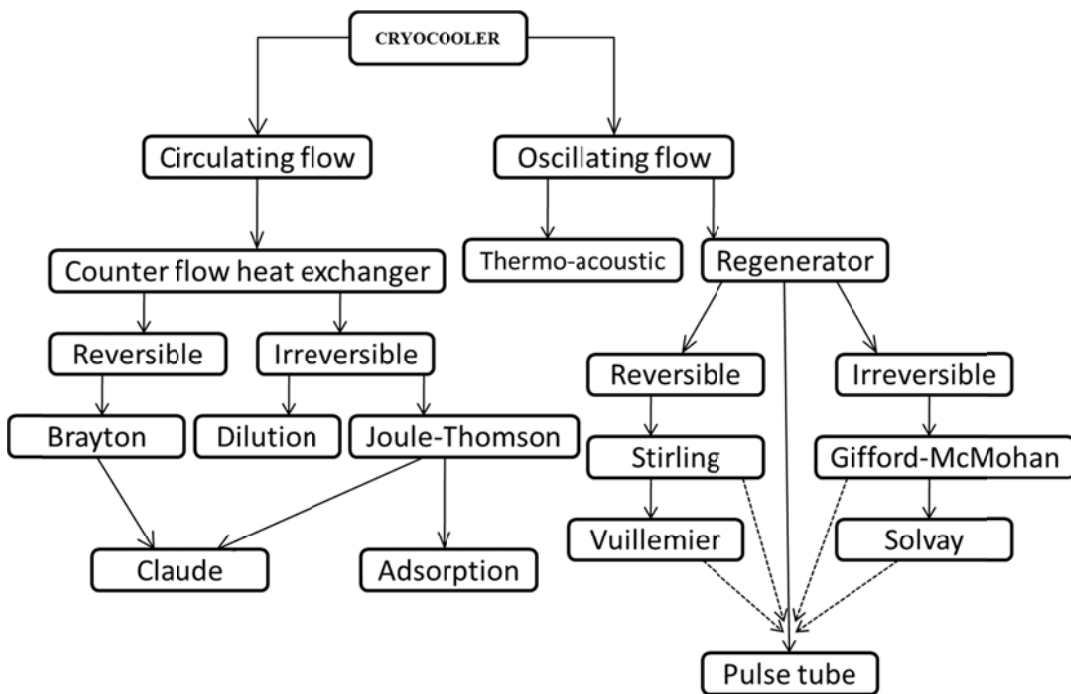 CRYOCOOLER
Circulating flow
Oscillating flow
Thermo-acoustic
Regenerator
Counter flow heat exchanger
Reversible
Irreversible
Reversible
Irreversible
Brayton
Dilution
Joule-Thomson
Stirling
Gifford-McMohan
Vuillemier
Solvay
Claude
Adsorption
Pulse tube